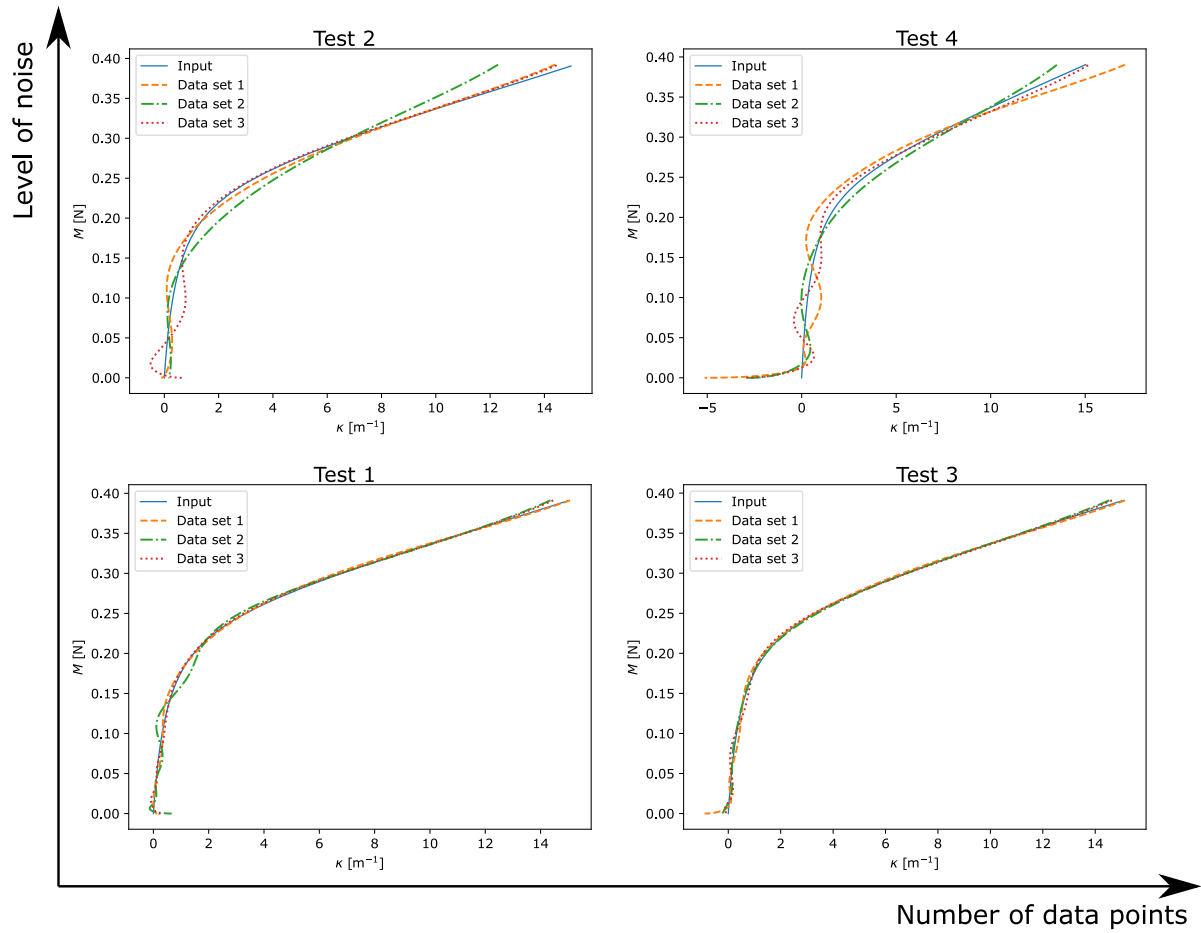 Level of noise
Test 2
Input
Data set 1
Data set 2
Data set 3
M [N]
0.40
0.35
0.30
0.25
0.20
0.15
0.10
0.05
0.00
0 2 4 6 8 10 12 14
κ [m⁻¹]
Test 4
Input
Data set 1
Data set 2
Data set 3
M [N]
0.40
0.35
0.30
0.25
0.20
0.15
0.10
0.05
0.00
−5 0 5 10 15
κ [m⁻¹]
Test 1
Input
Data set 1
Data set 2
Data set 3
M [N]
0.40
0.35
0.30
0.25
0.20
0.15
0.10
0.05
0.00
0 2 4 6 8 10 12 14
κ [m⁻¹]
Test 3
Input
Data set 1
Data set 2
Data set 3
M [N]
0.40
0.35
0.30
0.25
0.20
0.15
0.10
0.05
0.00
0 2 4 6 8 10 12 14
κ [m⁻¹]
Number of data points